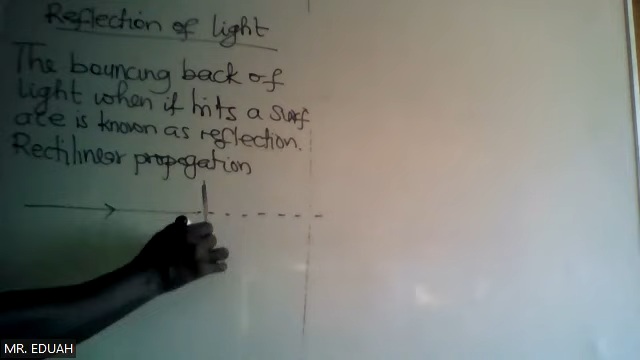 Reflection of light
The bouncing back of
light when it hits a surf
ace is known as reflection.
Rectilinear propegation
MR. EDUAH